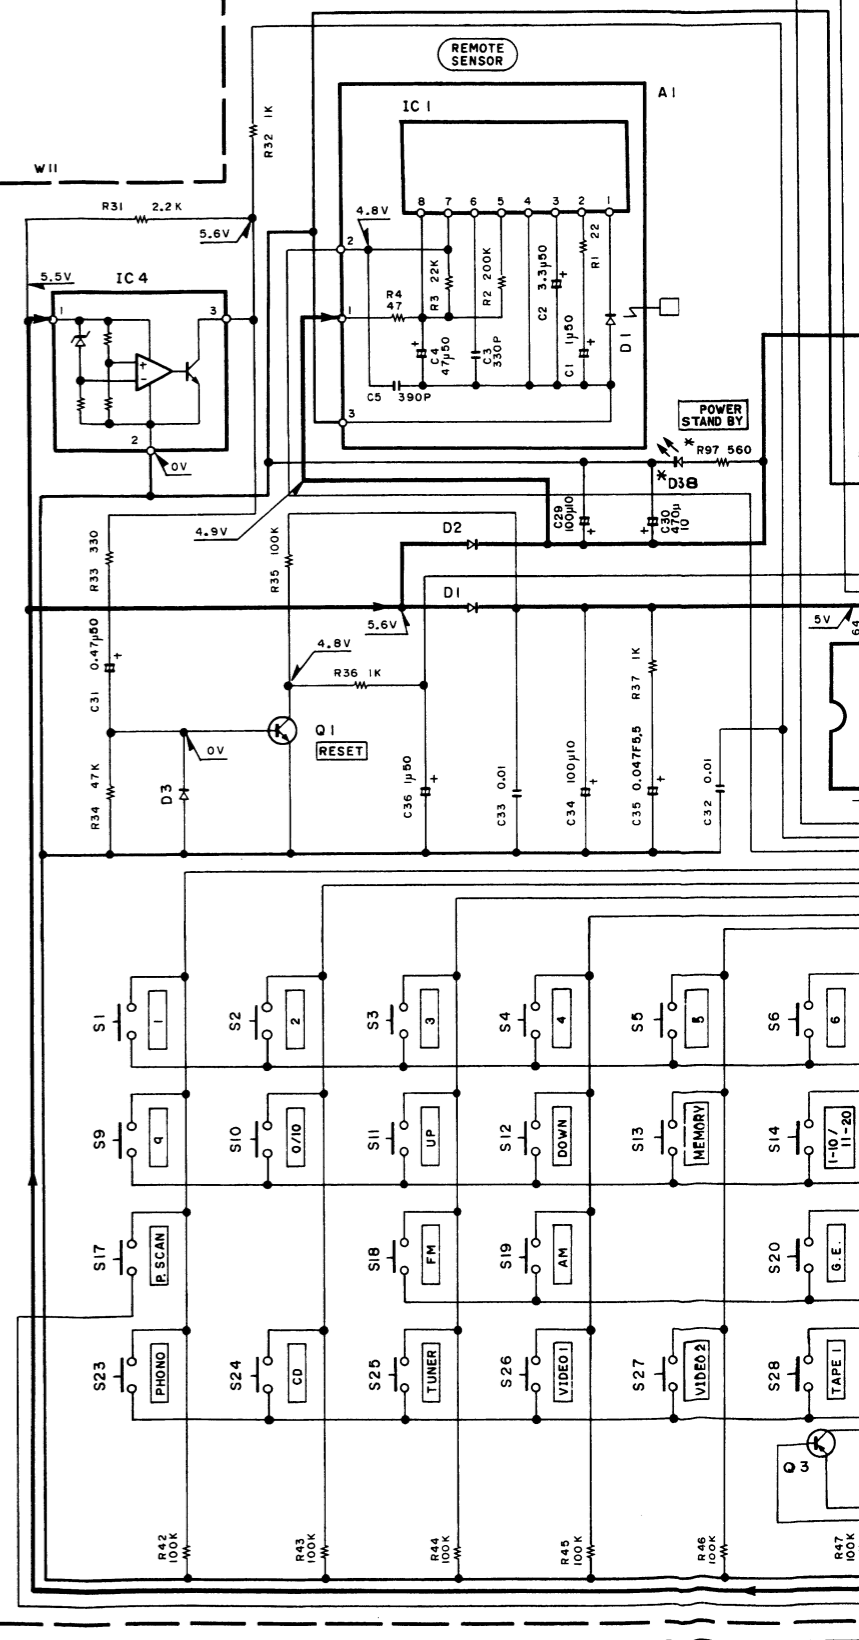 REMOTE
SENSOR
A1
IC1
R32 1K
W11
R31 2.2K
5.6V
4.8V
8 7 6 5 4 3 2 1
2
5.5V
IC4
1
3
R4
47
1
R3 22K
R2 200K
C2 3.3µ50
R1 22
C4
47µ50
C3
330P
C1 1µ50
D1
+
−
C5 390P
3
2
0V
POWER
STAND BY
* R97 560
* D38
4.9V
C29
100µ10
C30
470µ
10
D2
R33 330
R35 100K
D1
5.6V
5V
64
C31 0.47µ50
4.8V
R36 1K
R37 1K
Q1
RESET
0V
R34 47K
D3
C36 1µ50
C33 0.01
C34 100µ10
C35 0.047F5.5
C32 0.01
S1 1
S2 2
S3 3
S4 4
S5 5
S6 6
S9 9
S10 0/10
S11 UP
S12 DOWN
S13 MEMORY
S14 1-10/
11-20
S17 P.SCAN
S18 FM
S19 AM
S20 G.E.
S23 PHONO
S24 CD
S25 TUNER
S26 VIDEO1
S27 VIDEO2
S28 TAPE1
Q3
R42
100K
R43
100K
R44
100K
R45
100K
R46
100K
R47
100K